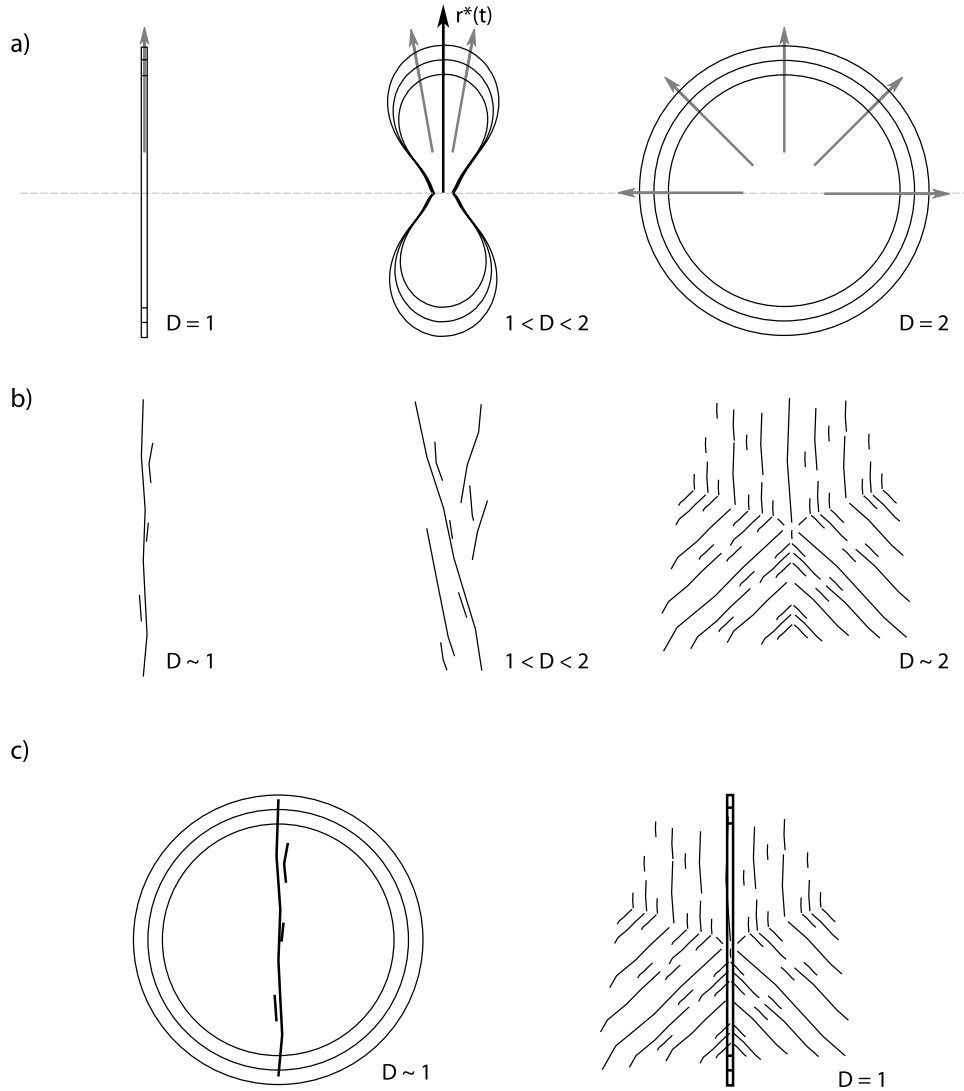 a)
r*(t)
D = 1
1 < D < 2
D = 2
b)
D ~ 1
1 < D < 2
D ~ 2
c)
D ~ 1
D = 1